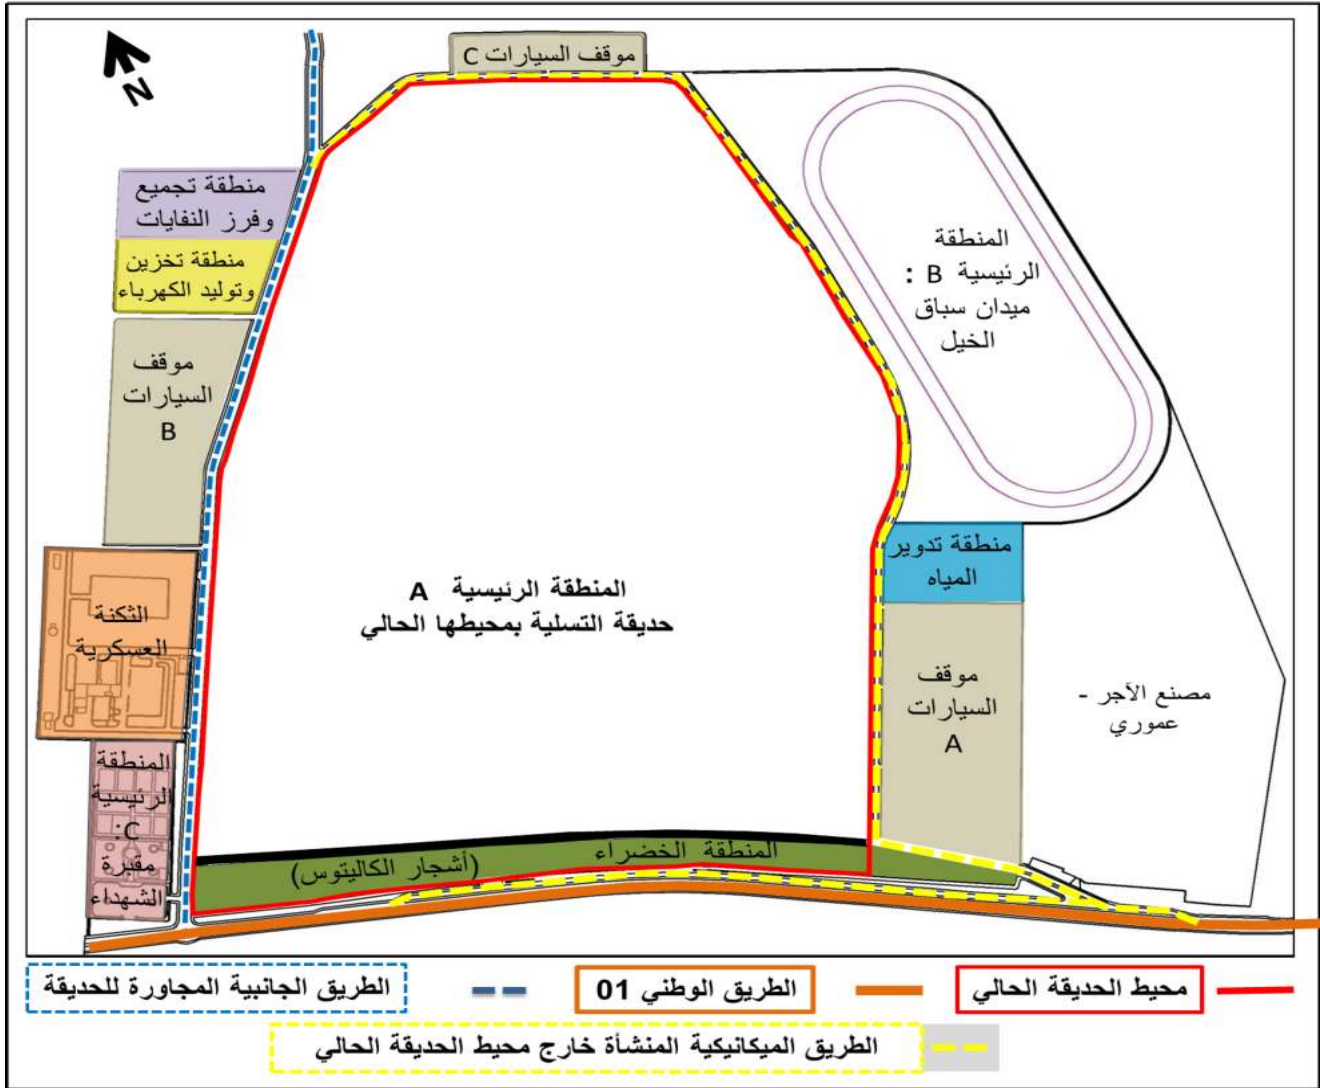 N
موقف السيارات C
منطقة تجميع
وفرز النفايات
منطقة تخزين
وتوليد الكهرباء
المنطقة
الرئيسية B :
ميدان سباق
الخيل
موقف
السيارات
B
منطقة تدوير
المياه
المنطقة الرئيسية A
حديقة التسلية بمحيطها الحالي
الثكنة
العسكرية
موقف
السيارات
A
مصنع الآجر -
عموري
المنطقة
الرئيسية
C:
مقبرة
الشهداء
المنطقة الخضراء
(أشجار الكاليتوس)
محيط الحديقة الحالي
الطريق الوطني 01
الطريق الجانبية المجاورة للحديقة
الطريق الميكانيكية المنشأة خارج محيط الحديقة الحالي